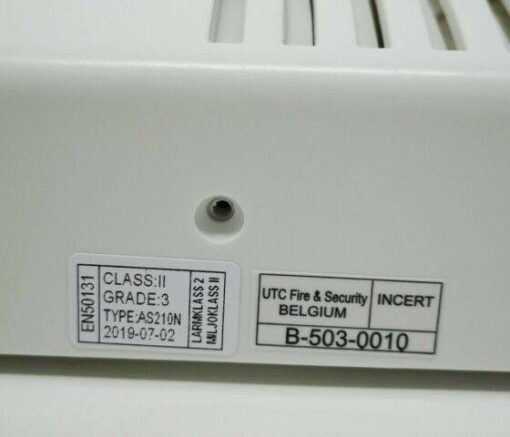 EN50131
CLASS:II
GRADE:3
TYPE:AS210N
2019-07-02
LARMKLASS 2
MILJOKLASS II
UTC Fire & Security
BELGIUM
INCERT
B-503-0010